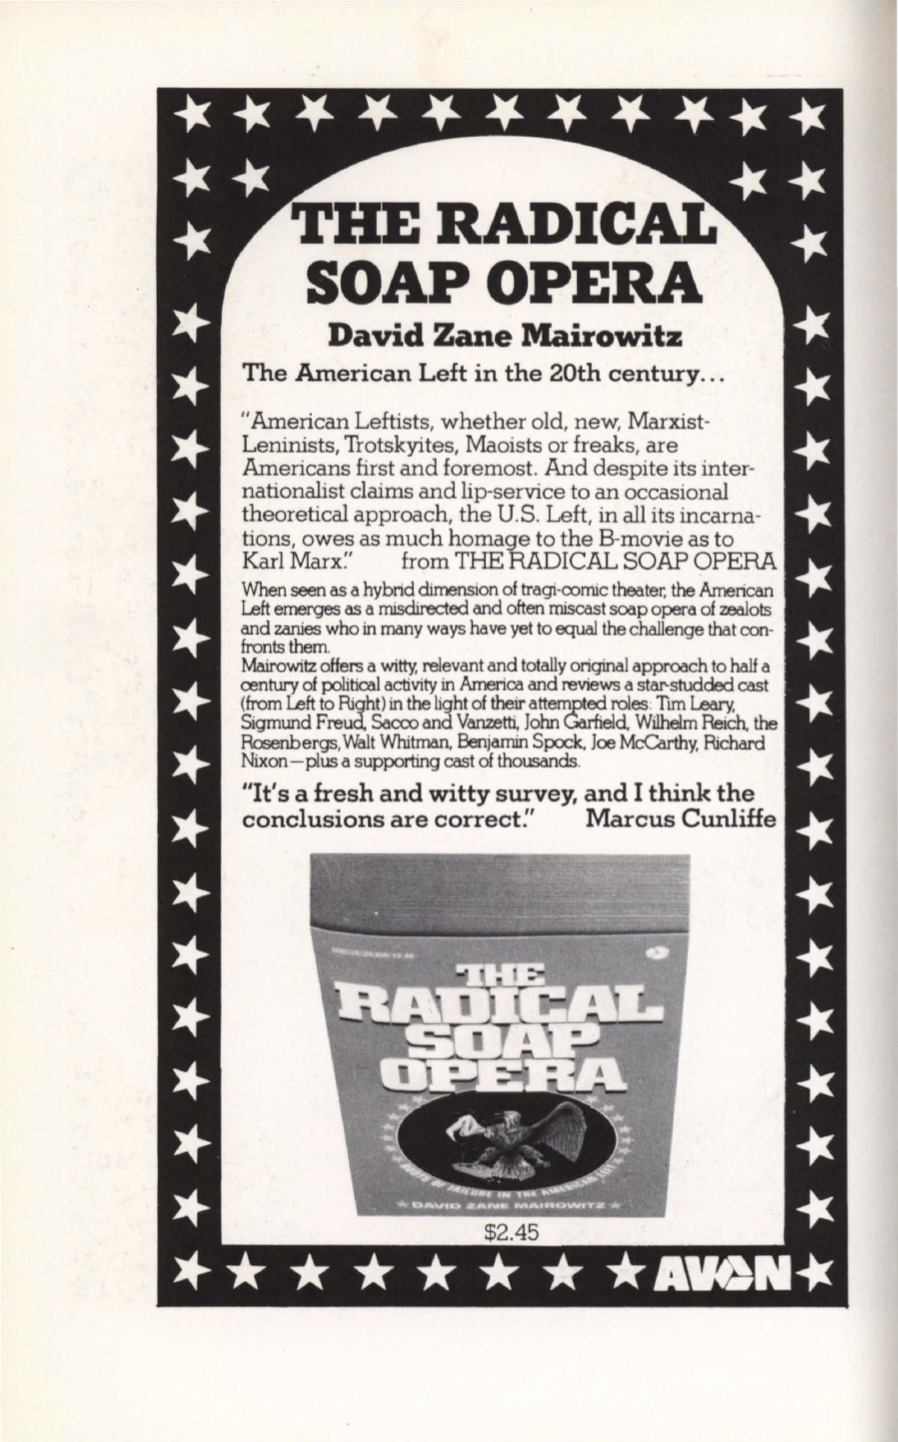 THE RADICAL
SOAP OPERA
David Zane Mairowitz
The American Left in the 20th century...
"American Leftists, whether old, new, Marxist-
Leninists, Trotskyites, Maoists or freaks, are
Americans first and foremost. And despite its inter-
nationalist claims and lip-service to an occasional
theoretical approach, the U.S. Left, in all its incarna-
tions, owes as much homage to the B-movie as to
Karl Marx." from THE RADICAL SOAP OPERA
When seen as a hybrid dimension of tragi-comic theater, the American
Left emerges as a misdirected and often miscast soap opera of zealots
and zanies who in many ways have yet to equal the challenge that con-
fronts them.
Mairowitz offers a witty, relevant and totally original approach to half a
century of political activity in America and reviews a star-studded cast
(from Left to Right) in the light of their attempted roles: Tim Leary,
Sigmund Freud, Sacco and Vanzetti, John Garfield, Wilhelm Reich, the
Rosenbergs, Walt Whitman, Benjamin Spock, Joe McCarthy, Richard
Nixon—plus a supporting cast of thousands.
"It's a fresh and witty survey, and I think the
conclusions are correct." Marcus Cunliffe
THE
RADICAL
SOAP
OPERA
OF FAILURE IN THE AMERICAN LEFT
DAVID ZANE MAIROWITZ
$2.45
AVON